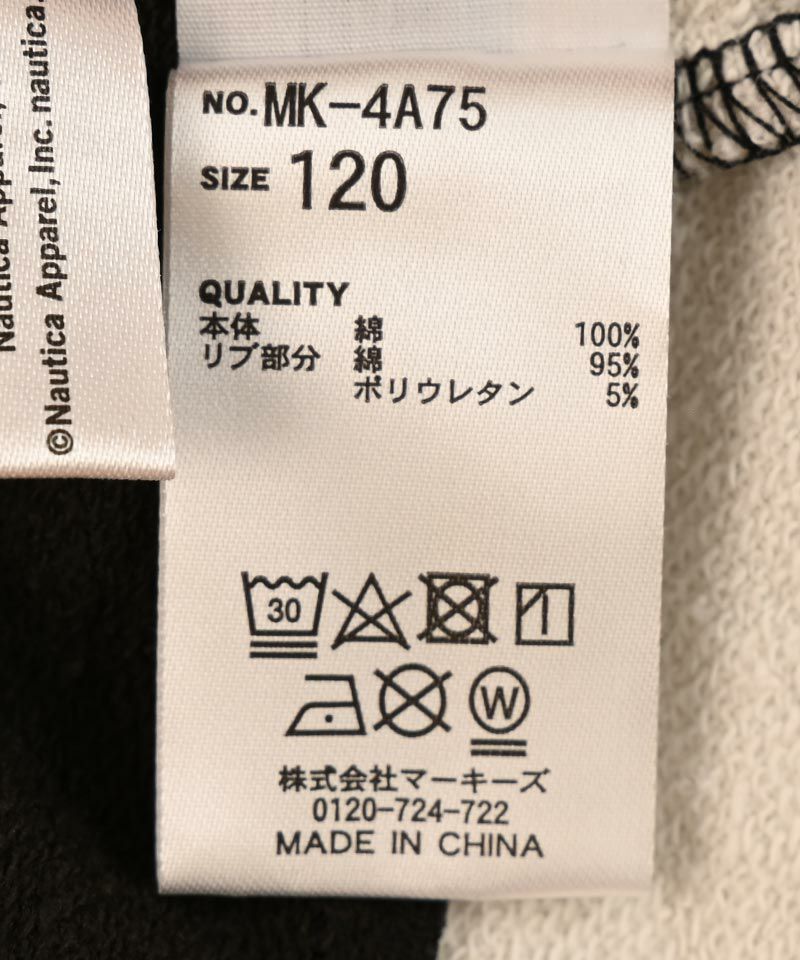 Nautica Apparel,
©Nautica Apparel, Inc. nautica.
NO. MK-4A75
SIZE 120
QUALITY
本体 綿 100%
リブ部分 綿 95%
ポリウレタン 5%
30
W
株式会社マーキーズ
0120-724-722
MADE IN CHINA